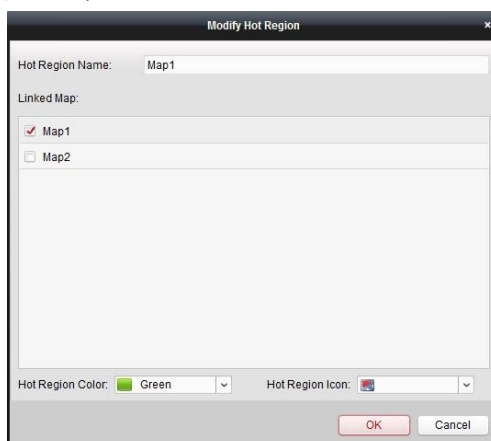 Modify Hot Region ×
Hot Region Name: Map1
Linked Map:
Map1
Map2
Hot Region Color: Green Hot Region Icon:
OK Cancel